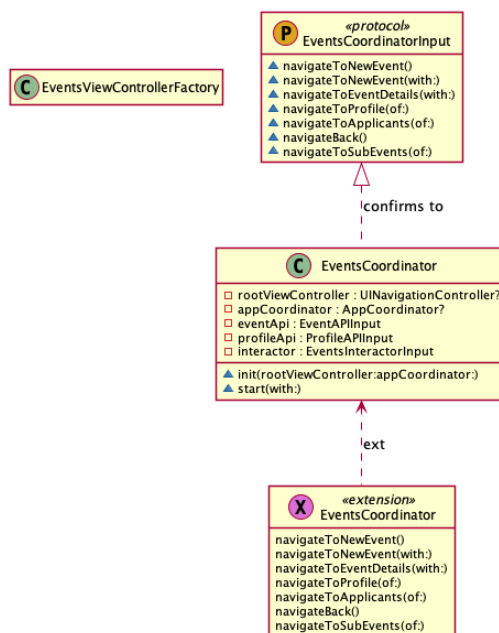 P
«protocol»
EventsCoordinatorInput
navigateToNewEvent()
navigateToNewEvent(with:)
navigateToEventDetails(with:)
navigateToProfile(of:)
navigateToApplicants(of:)
navigateBack()
navigateToSubEvents(of:)
C EventsViewControllerFactory
confirms to
C EventsCoordinator
rootViewController : UINavigationController?
appCoordinator : AppCoordinator?
eventApi : EventAPIInput
profileApi : ProfileAPIInput
interactor : EventsInteractorInput
init(rootViewController:appCoordinator:)
start(with:)
ext
X
«extension»
EventsCoordinator
navigateToNewEvent()
navigateToNewEvent(with:)
navigateToEventDetails(with:)
navigateToProfile(of:)
navigateToApplicants(of:)
navigateBack()
navigateToSubEvents(of:)